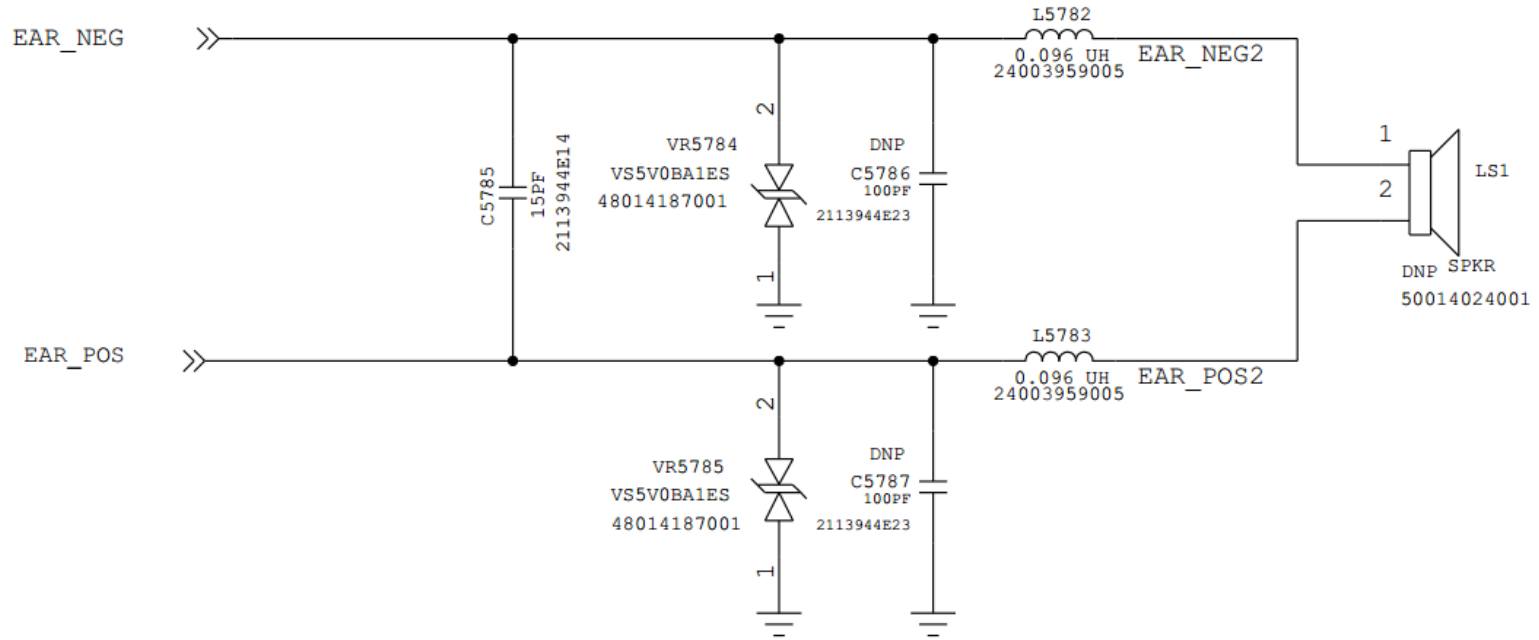 L5782
EAR_NEG
0.096 UH
EAR_NEG2
24003959005
2
1
VR5784
DNP
C5785
15PF
2113944E14
VS5V0BA1ES
C5786
LS1
100PF
2
48014187001
2113944E23
1
DNP
SPKR
50014024001
L5783
EAR_POS
0.096 UH
EAR_POS2
24003959005
2
DNP
VR5785
C5787
VS5V0BA1ES
100PF
48014187001
2113944E23
1